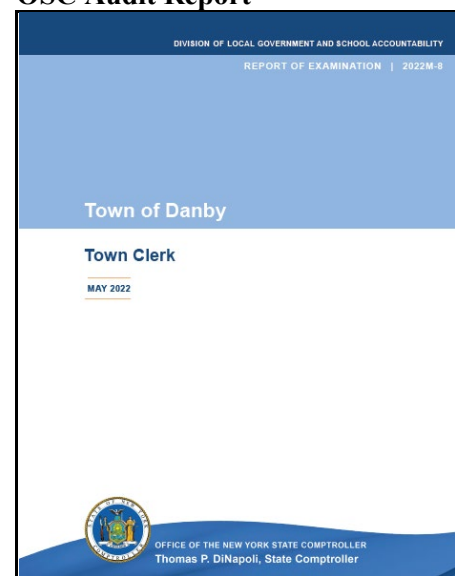 OSC Audit Report
DIVISION OF LOCAL GOVERNMENT AND SCHOOL ACCOUNTABILITY
REPORT OF EXAMINATION | 2022M-8
Town of Danby
Town Clerk
MAY 2022
OFFICE OF THE NEW YORK STATE COMPTROLLER
Thomas P. DiNapoli, State Comptroller